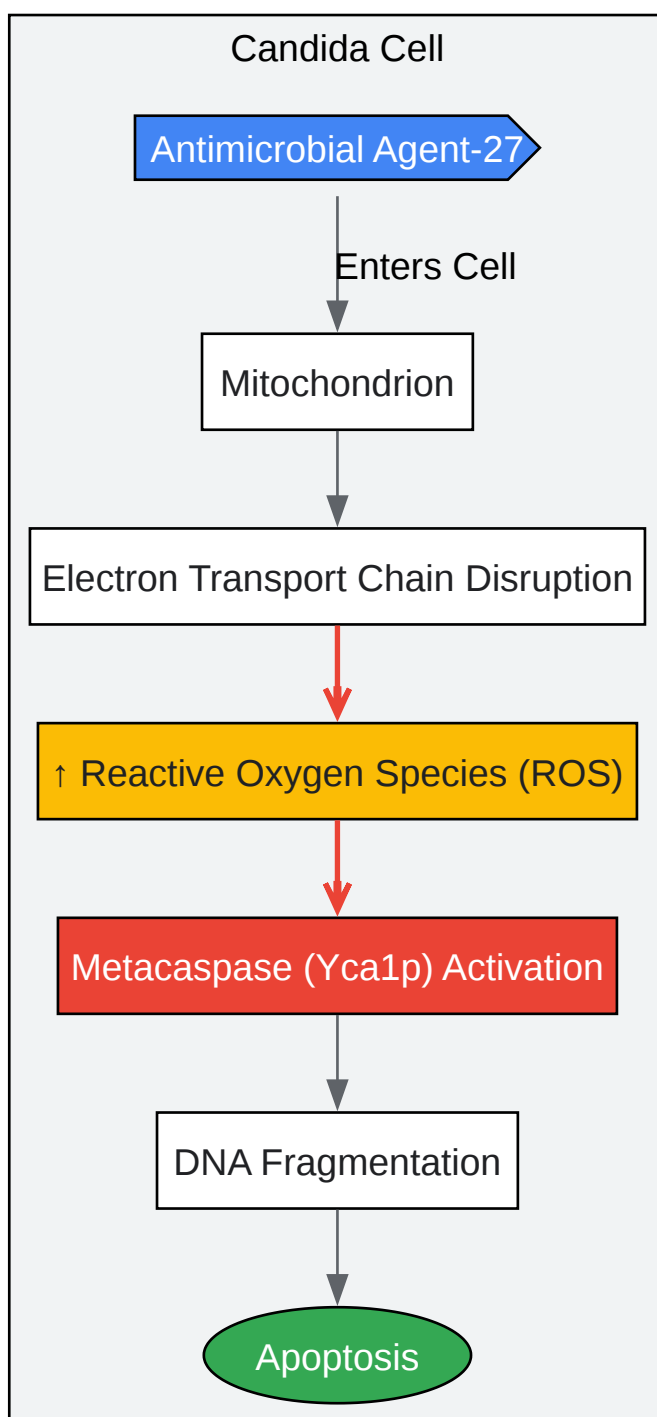 Candida Cell
Antimicrobial Agent-27
Enters Cell
Mitochondrion
Electron Transport Chain Disruption
↑ Reactive Oxygen Species (ROS)
Metacaspase (Yca1p) Activation
DNA Fragmentation
Apoptosis